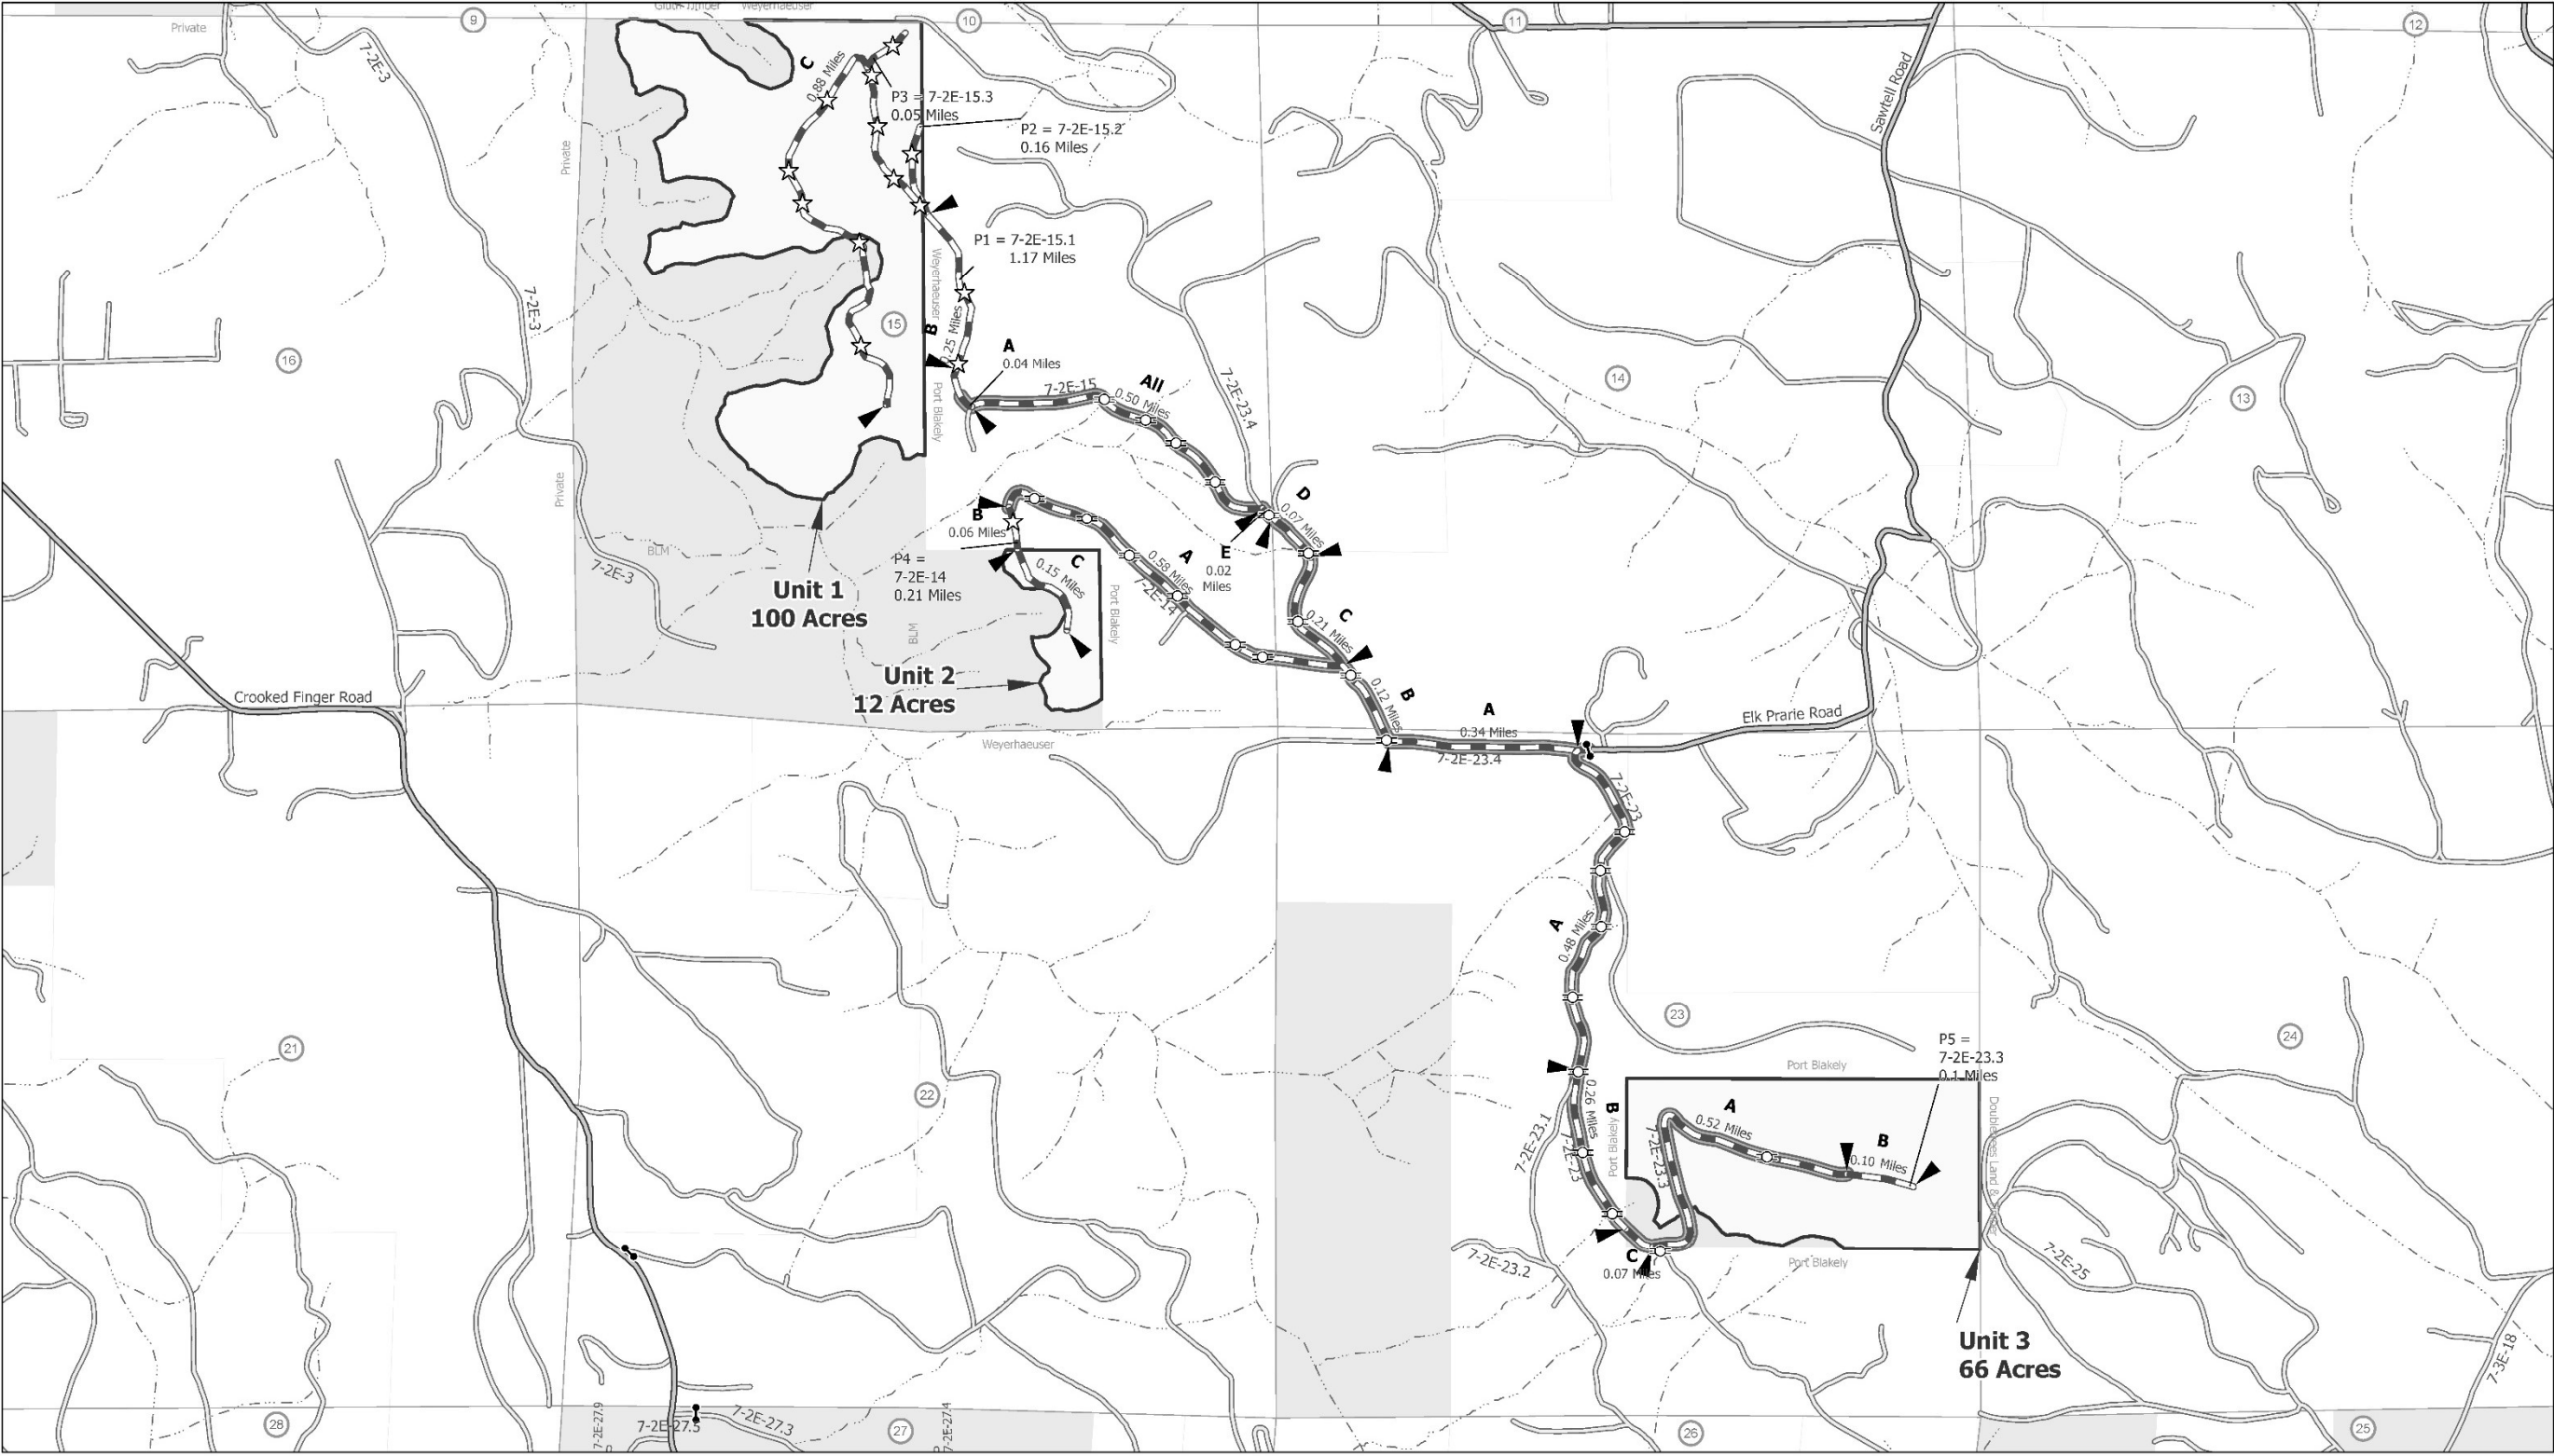 Weyerhaeuser
9
10
11
12
Private
7-2E-3
C
0.88 Miles
P3 = 7-2E-15.3
0.05 Miles
P2 = 7-2E-15.2
0.16 Miles
Sawtell Road
Private
P1 = 7-2E-15.1
1.17 Miles
Weyerhaeuser
7-2E-3
15
B
0.25 Miles
A
0.04 Miles
16
7-2E-15
All
0.50 Miles
7-2E-23.4
14
13
Port Blakely
Private
D
0.07 Miles
B
0.06 Miles
E
0.02
Miles
BLM
7-2E-3
P4 =
7-2E-14
0.21 Miles
C
0.15 Miles
A
0.58 Miles
7-2E-14
Unit 1
100 Acres
Port Blakely
BLM
C
0.21 Miles
Unit 2
12 Acres
Crooked Finger Road
B
0.12 Miles
A
0.34 Miles
7-2E-23.4
Elk Prarie Road
Weyerhaeuser
7-2E-23
A
0.48 Miles
23
24
21
22
P5 =
7-2E-23.3
0.1 Miles
Port Blakely
B
0.26 Miles
7-2E-23
Port Blakely
7-2E-23.1
A
0.52 Miles
7-2E-23.3
B
0.10 Miles
7-2E-23.2
C
0.07 Miles
Port Blakely
7-2E-25
Unit 3
66 Acres
7-3E-18
28
7-2E-27.9
7-2E-27.5
7-2E-27.3
27
7-2E-27.4
26
25